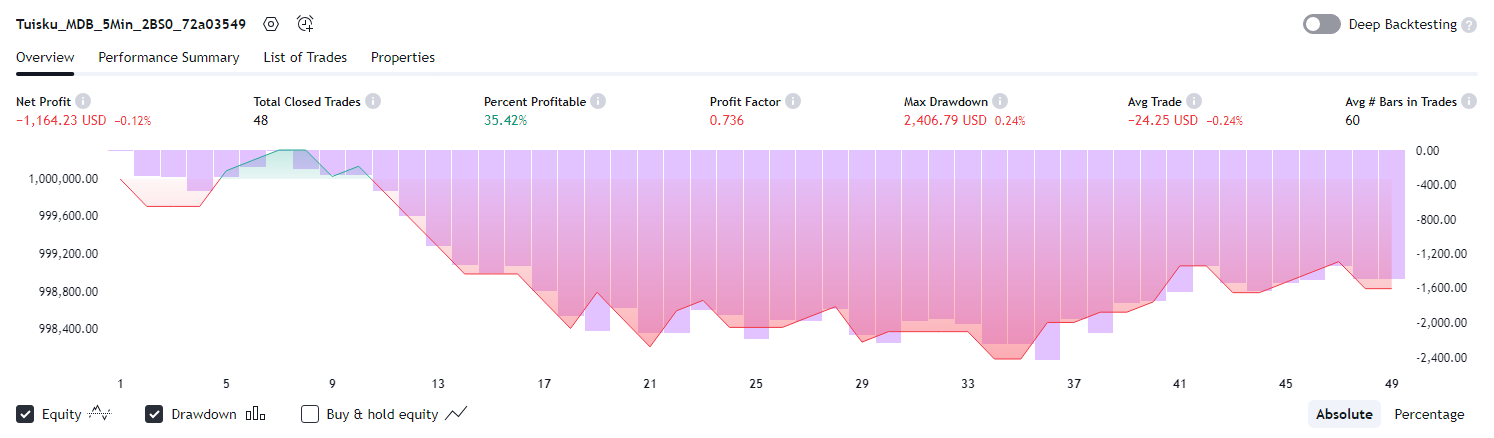 Tuisku_MDB_5Min_2BS0_72a03549
Deep Backtesting
Overview Performance Summary List of Trades Properties
Net Profit Total Closed Trades Percent Profitable Profit Factor Max Drawdown Avg Trade Avg # Bars in Trades
−1,164.23 USD −0.12% 48 35.42% 0.736 2,406.79 USD 0.24% −24.25 USD −0.24% 60
0.00
1,000,000.00 -400.00
999,600.00 -800.00
999,200.00 -1,200.00
998,800.00 -1,600.00
998,400.00 -2,000.00
-2,400.00
1 5 9 13 17 21 25 29 33 37 41 45 49
Equity Drawdown Buy & hold equity Absolute Percentage